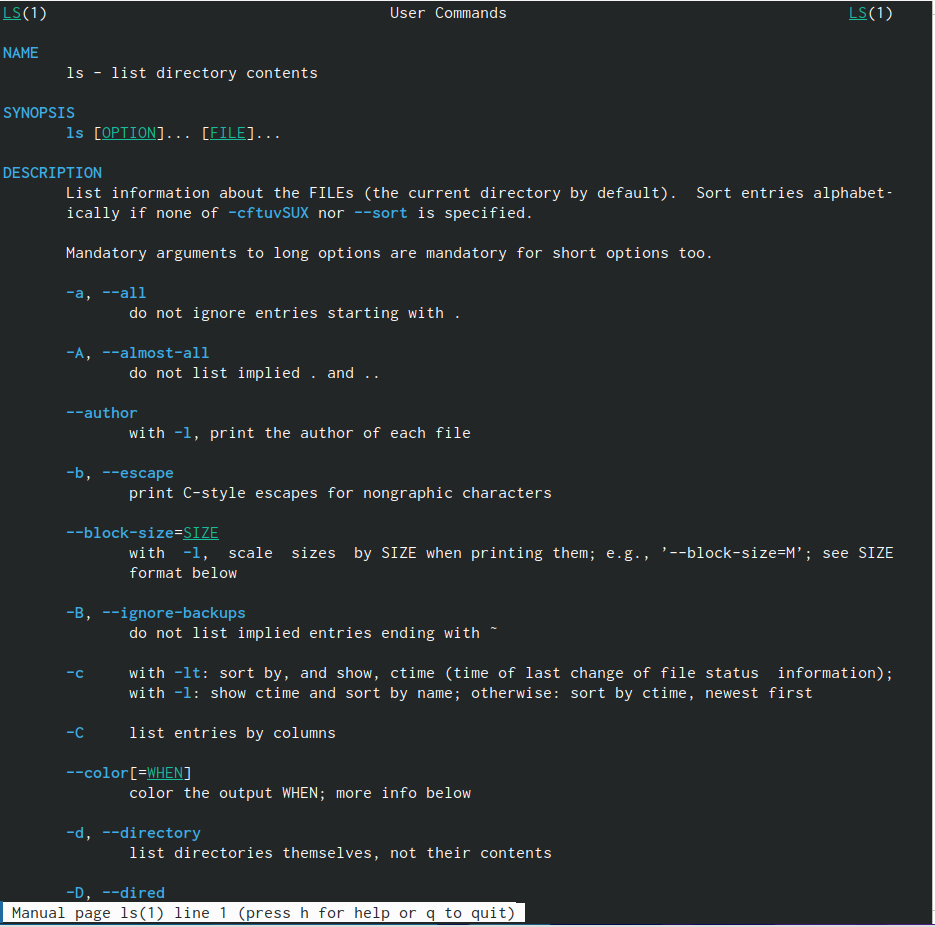 LS(1) User Commands LS(1)
NAME
ls - list directory contents
SYNOPSIS
ls [OPTION]... [FILE]...
DESCRIPTION
List information about the FILEs (the current directory by default).  Sort entries alphabet-
ically if none of -cftuvSUX nor --sort is specified.
Mandatory arguments to long options are mandatory for short options too.
-a, --all
do not ignore entries starting with .
-A, --almost-all
do not list implied . and ..
--author
with -l, print the author of each file
-b, --escape
print C-style escapes for nongraphic characters
--block-size=SIZE
with  -l,  scale  sizes  by SIZE when printing them; e.g., ’--block-size=M’; see SIZE
format below
-B, --ignore-backups
do not list implied entries ending with ~
-c     with -lt: sort by, and show, ctime (time of last change of file status  information);
with -l: show ctime and sort by name; otherwise: sort by ctime, newest first
-C     list entries by columns
--color[=WHEN]
color the output WHEN; more info below
-d, --directory
list directories themselves, not their contents
-D, --dired
Manual page ls(1) line 1 (press h for help or q to quit)